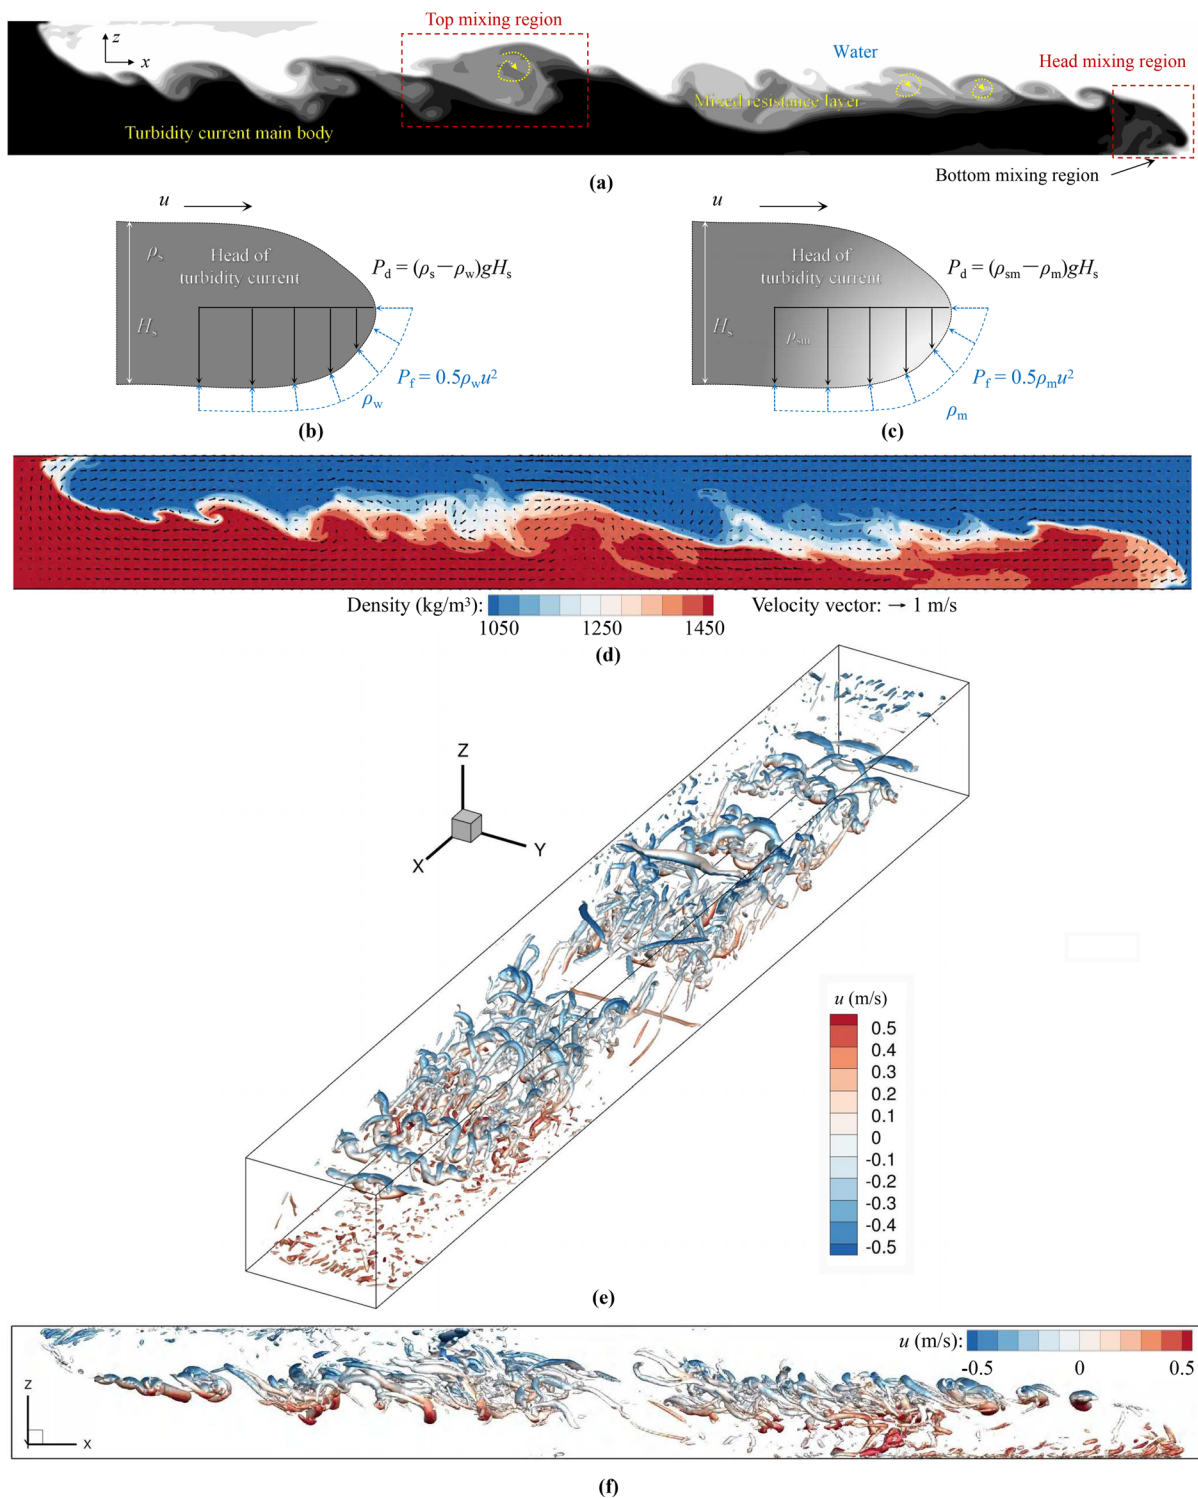 Top mixing region
z
x
Water
Head mixing region
Mixed resistance layer
Turbidity current main body
Bottom mixing region
(a)
u
ρs
Head of
turbidity current
Pd = (ρs—ρw)gHs
Hs
Pf = 0.5ρwu²
ρw
(b)
u
Head of
turbidity current
Pd = (ρsm—ρm)gHs
Hs
ρsm
Pf = 0.5ρmu²
ρm
(c)
Density (kg/m³):
1050 1250 1450
Velocity vector: → 1 m/s
(d)
Z
X
Y
u (m/s)
0.5
0.4
0.3
0.2
0.1
0
-0.1
-0.2
-0.3
-0.4
-0.5
(e)
u (m/s):
-0.5 0 0.5
Z
X
(f)